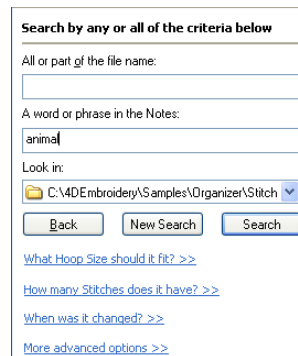 Search by any or all of the criteria below
All or part of the file name:
A word or phrase in the Notes:
animal
Look in:
C:\4DEmbroidery\Samples\Organizer\Stitch
Back New Search Search
What Hoop Size should it fit? >>
How many Stitches does it have? >>
When was it changed? >>
More advanced options >>